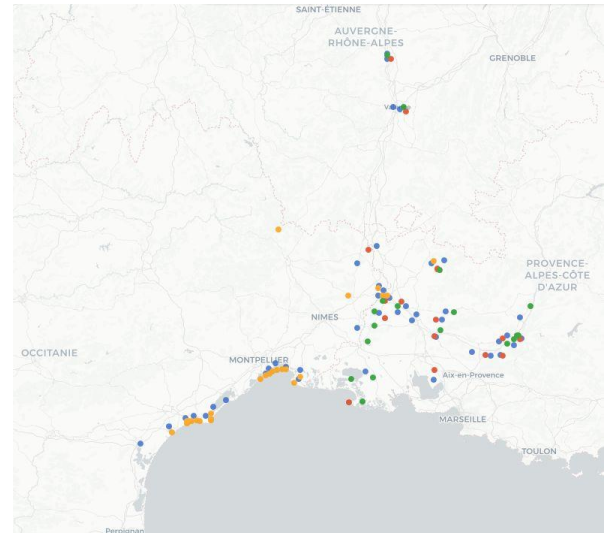 SAINT-ÉTIENNE
AUVERGNE-
RHÔNE-ALPES
GRENOBLE
PROVENCE-
ALPES-CÔTE
D'AZUR
NIMES
OCCITANIE
MONTPELLIER
Aix-en-Provence
MARSEILLE
TOULON
Perpignan